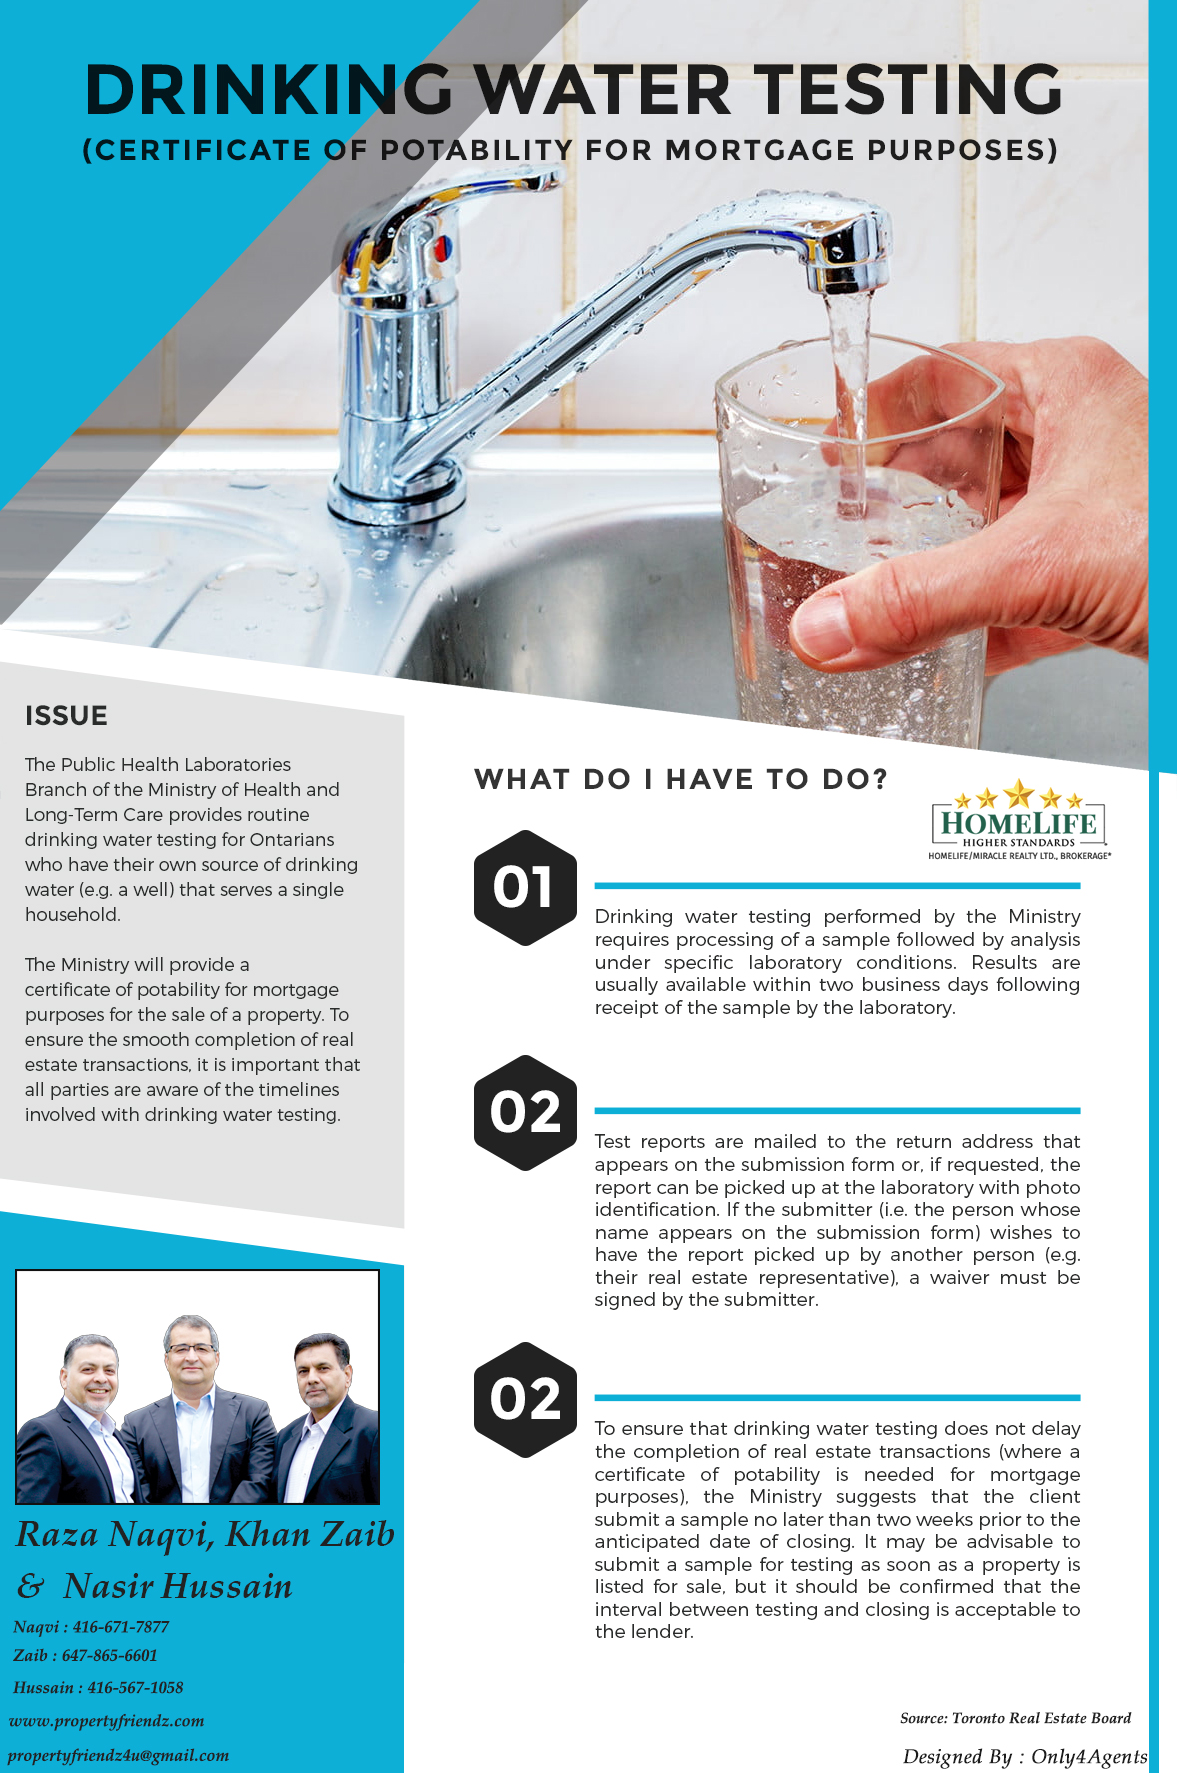 DRINKING WATER TESTING
(CERTIFICATE OF POTABILITY FOR MORTGAGE PURPOSES)
ISSUE
The Public Health Laboratories
Branch of the Ministry of Health and
Long-Term Care provides routine
drinking water testing for Ontarians
who have their own source of drinking
water (e.g. a well) that serves a single
household.
The Ministry will provide a
certificate of potability for mortgage
purposes for the sale of a property. To
ensure the smooth completion of real
estate transactions, it is important that
all parties are aware of the timelines
involved with drinking water testing.
WHAT DO I HAVE TO DO?
HOMELIFE
HIGHER STANDARDS
HOMELIFE/MIRACLE REALTY LTD., BROKERAGE*
01
Drinking water testing performed by the Ministry
requires processing of a sample followed by analysis
under specific laboratory conditions. Results are
usually available within two business days following
receipt of the sample by the laboratory.
02
Test reports are mailed to the return address that
appears on the submission form or, if requested, the
report can be picked up at the laboratory with photo
identification. If the submitter (i.e. the person whose
name appears on the submission form) wishes to
have the report picked up by another person (e.g.
their real estate representative), a waiver must be
signed by the submitter.
02
To ensure that drinking water testing does not delay
the completion of real estate transactions (where a
certificate of potability is needed for mortgage
purposes), the Ministry suggests that the client
submit a sample no later than two weeks prior to the
anticipated date of closing. It may be advisable to
submit a sample for testing as soon as a property is
listed for sale, but it should be confirmed that the
interval between testing and closing is acceptable to
the lender.
Raza Naqvi, Khan Zaib
& Nasir Hussain
Naqvi : 416-671-7877
Zaib : 647-865-6601
Hussain : 416-567-1058
www.propertyfriendz.com
propertyfriendz4u@gmail.com
Source: Toronto Real Estate Board
Designed By : Only4Agents